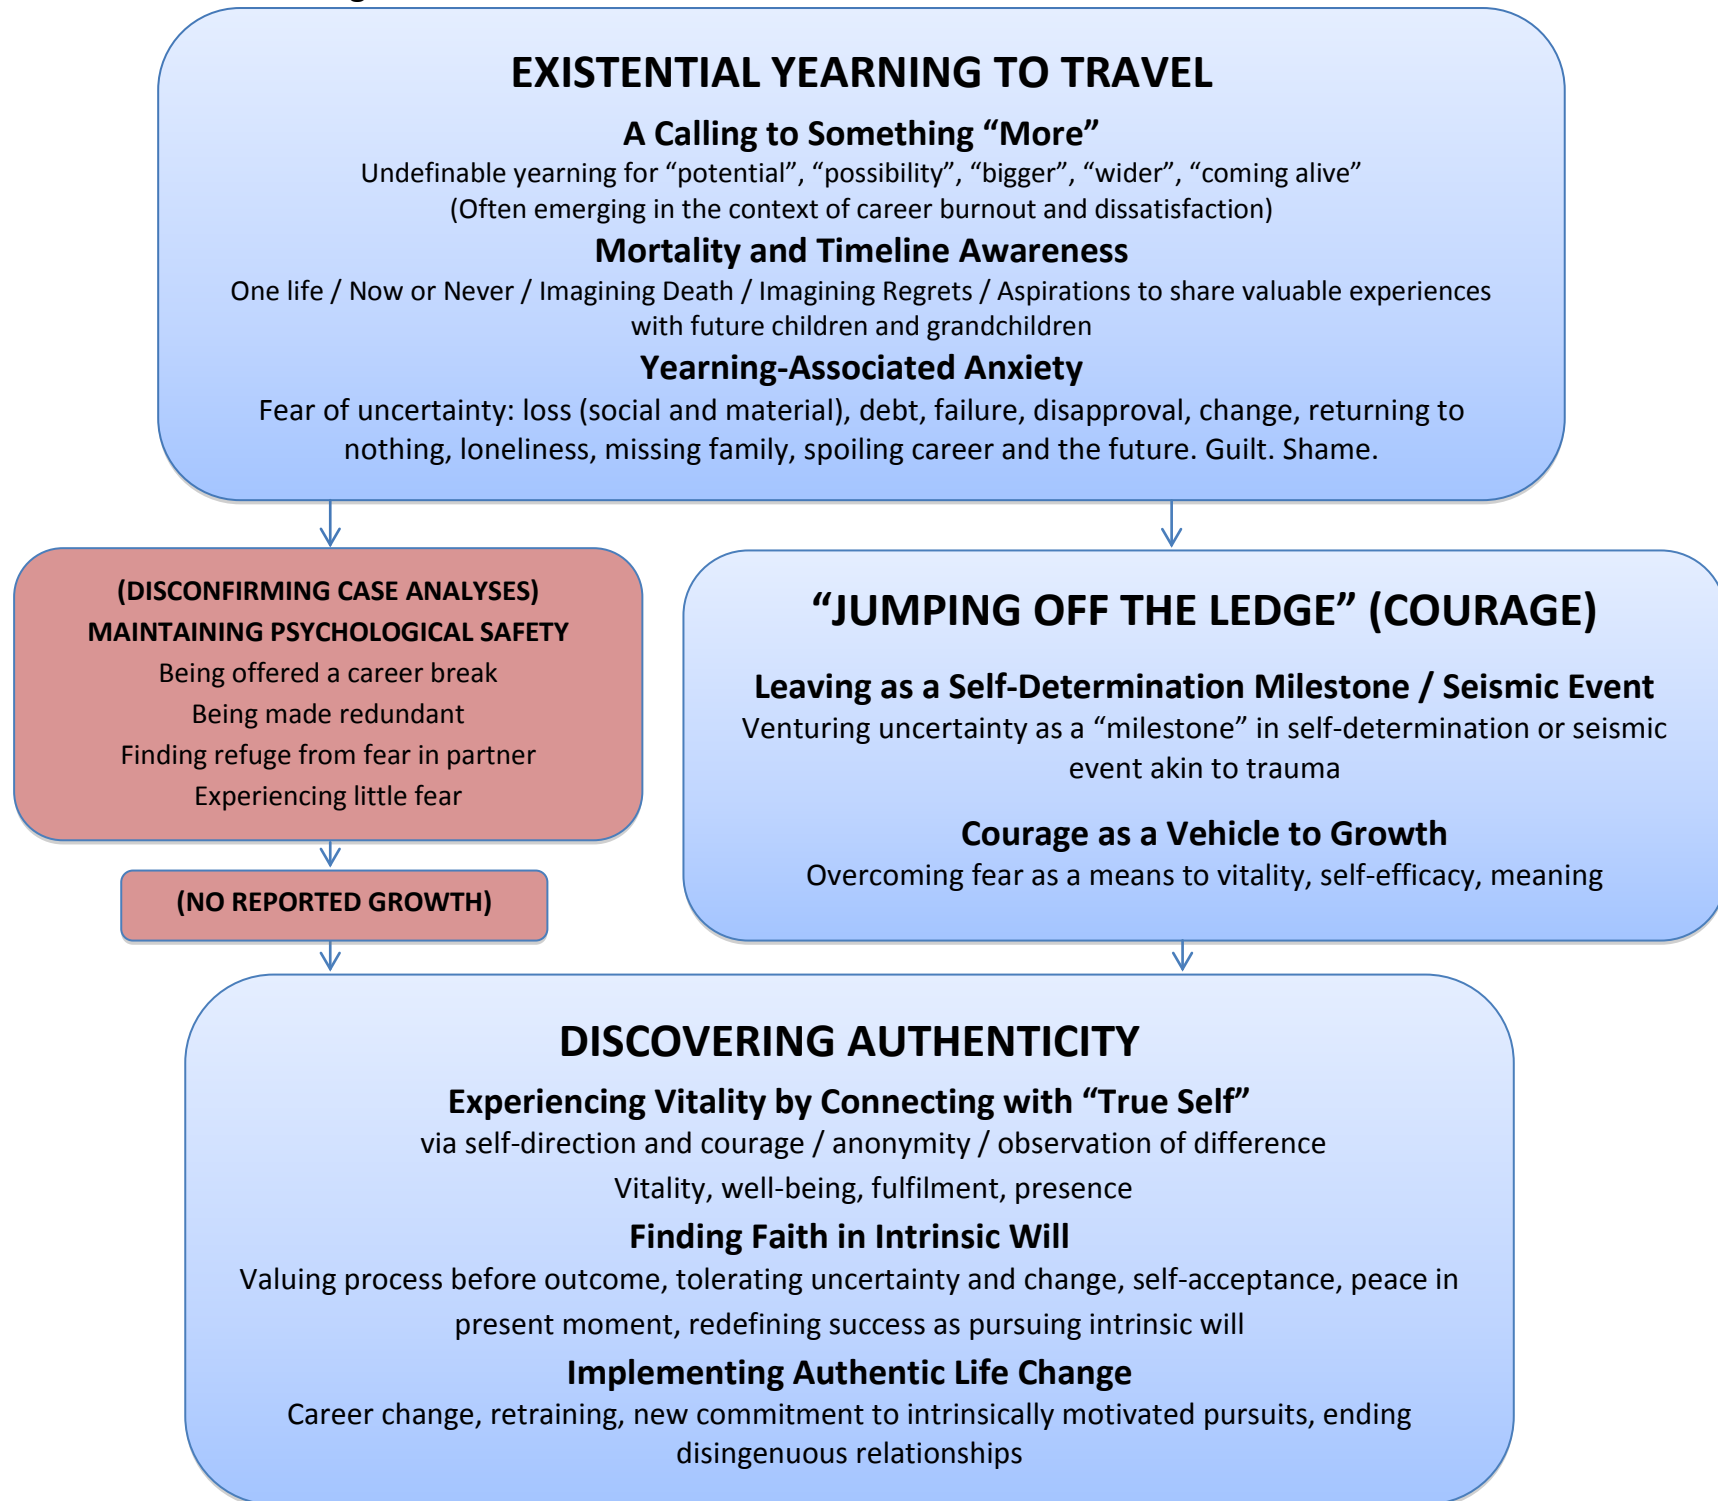 EXISTENTIAL YEARNING TO TRAVEL
A Calling to Something “More”
Undefinable yearning for “potential”, “possibility”, “bigger”, “wider”, “coming alive”
(Often emerging in the context of career burnout and dissatisfaction)
Mortality and Timeline Awareness
One life / Now or Never / Imagining Death / Imagining Regrets / Aspirations to share valuable experiences
with future children and grandchildren
Yearning-Associated Anxiety
Fear of uncertainty: loss (social and material), debt, failure, disapproval, change, returning to
nothing, loneliness, missing family, spoiling career and the future. Guilt. Shame.
(DISCONFIRMING CASE ANALYSES)
MAINTAINING PSYCHOLOGICAL SAFETY
Being offered a career break
Being made redundant
Finding refuge from fear in partner
Experiencing little fear
(NO REPORTED GROWTH)
“JUMPING OFF THE LEDGE” (COURAGE)
Leaving as a Self-Determination Milestone / Seismic Event
Venturing uncertainty as a “milestone” in self-determination or seismic
event akin to trauma
Courage as a Vehicle to Growth
Overcoming fear as a means to vitality, self-efficacy, meaning
DISCOVERING AUTHENTICITY
Experiencing Vitality by Connecting with “True Self”
via self-direction and courage / anonymity / observation of difference
Vitality, well-being, fulfilment, presence
Finding Faith in Intrinsic Will
Valuing process before outcome, tolerating uncertainty and change, self-acceptance, peace in
present moment, redefining success as pursuing intrinsic will
Implementing Authentic Life Change
Career change, retraining, new commitment to intrinsically motivated pursuits, ending
disingenuous relationships